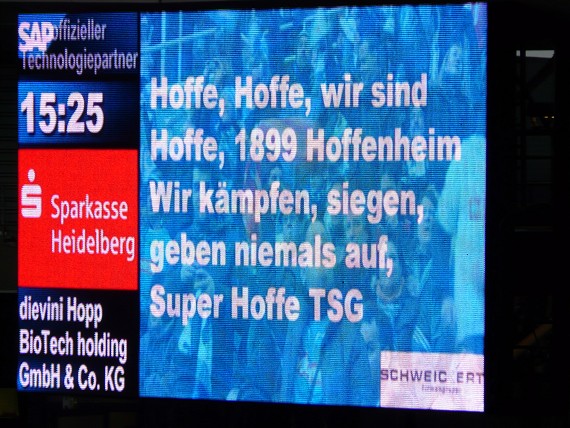 SAP offizieller
Technologiepartner
15:25
Sparkasse
Heidelberg
dievini Hopp
BioTech holding
GmbH & Co. KG
Hoffe, Hoffe, wir sind
Hoffe, 1899 Hoffenheim
Wir kämpfen, siegen,
geben niemals auf,
Super Hoffe TSG